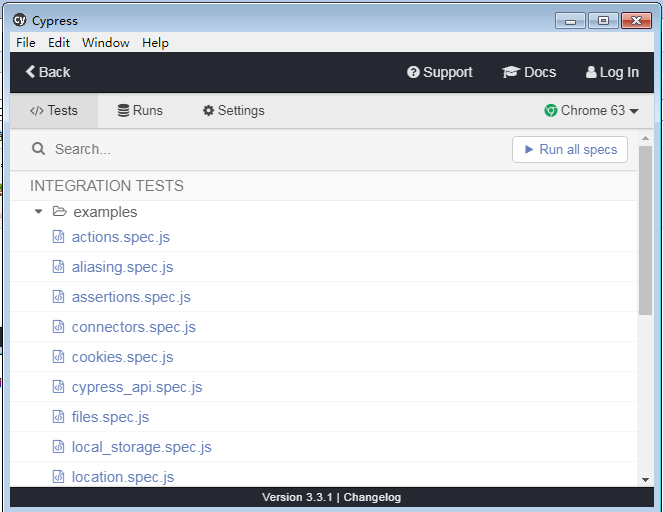 Cypress
File Edit Window Help
Back Support Docs Log In
Tests Runs Settings Chrome 63
Search... Run all specs
INTEGRATION TESTS
examples
actions.spec.js
aliasing.spec.js
assertions.spec.js
connectors.spec.js
cookies.spec.js
cypress_api.spec.js
files.spec.js
local_storage.spec.js
location.spec.js
Version 3.3.1 | Changelog